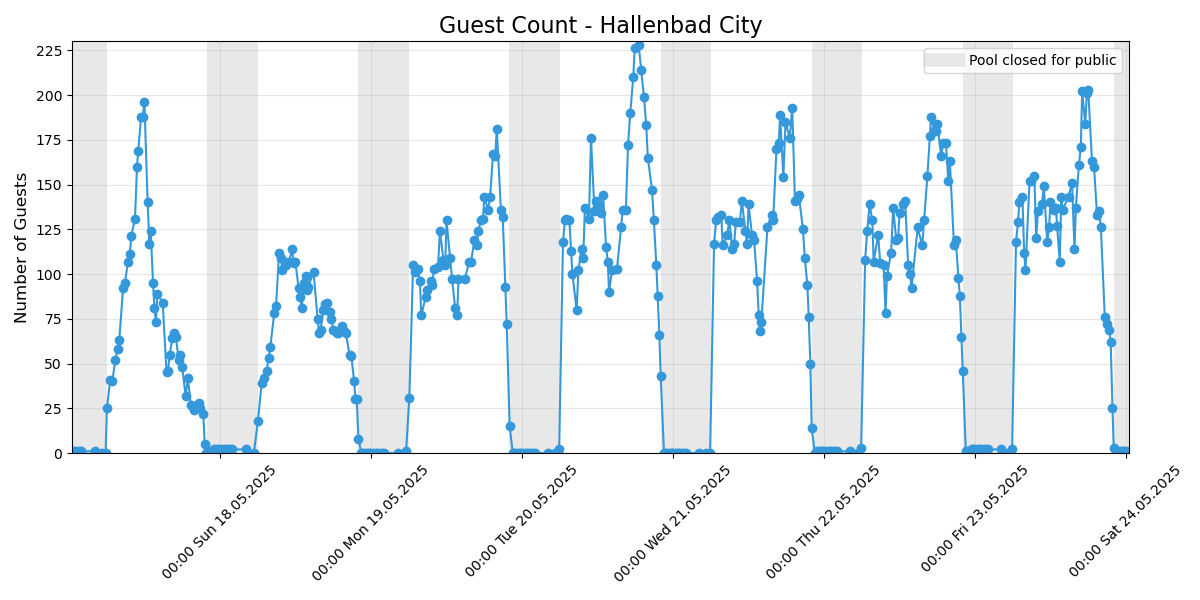 Guest Count - Hallenbad City
Pool closed for public
Number of Guests
225
200
175
150
125
100
75
50
25
0
00:00 Sun 18.05.2025
00:00 Mon 19.05.2025
00:00 Tue 20.05.2025
00:00 Wed 21.05.2025
00:00 Thu 22.05.2025
00:00 Fri 23.05.2025
00:00 Sat 24.05.2025